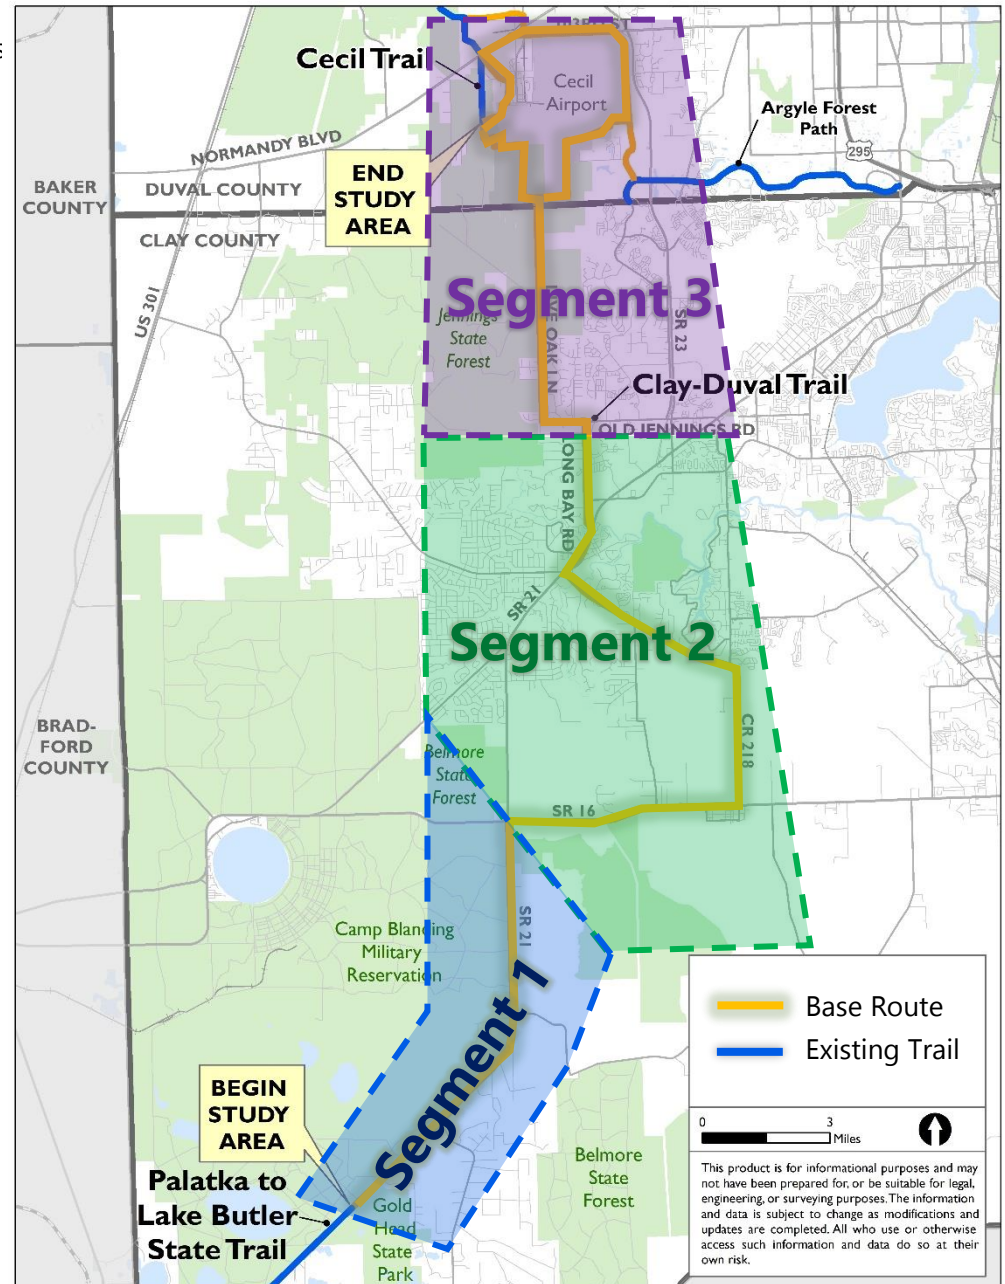 Cecil Trail
Cecil
Airport
Argyle Forest
Path
NORMANDY BLVD
295
END
STUDY
AREA
BAKER
COUNTY
DUVAL COUNTY
CLAY COUNTY
US 301
Segment 3
Jennings
State
Forest
LIVE OAK LN
SR 23
Clay-Duval Trail
OLD JENNINGS RD
LONG BAY RD
SR 21
Segment 2
BRAD-
FORD
COUNTY
Belmore
State
Forest
CR 218
SR 16
SR 21
Camp Blanding
Military
Reservation
Segment 1
BEGIN
STUDY
AREA
Palatka to
Lake Butler
State Trail
Gold
Head
State
Park
Belmore
State
Forest
Base Route
Existing Trail
0 3
Miles
This product is for informational purposes and may
not have been prepared for, or be suitable for legal,
engineering, or surveying purposes. The information
and data is subject to change as modifications and
updates are completed. All who use or otherwise
access such information and data do so at their
own risk.